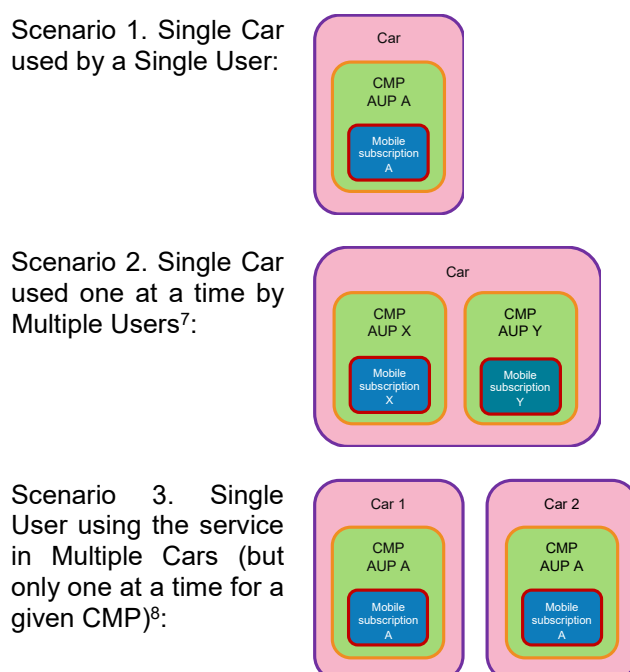 Scenario 1. Single Car
used by a Single User:
Car
CMP
AUP A
Mobile
subscription
A
Scenario 2. Single Car
used one at a time by
Multiple Users⁷:
Car
CMP
AUP X
Mobile
subscription
X
CMP
AUP Y
Mobile
subscription
Y
Scenario 3. Single
User using the service
in Multiple Cars (but
only one at a time for a
given CMP)⁸:
Car 1
CMP
AUP A
Mobile
subscription
A
Car 2
CMP
AUP A
Mobile
subscription
A